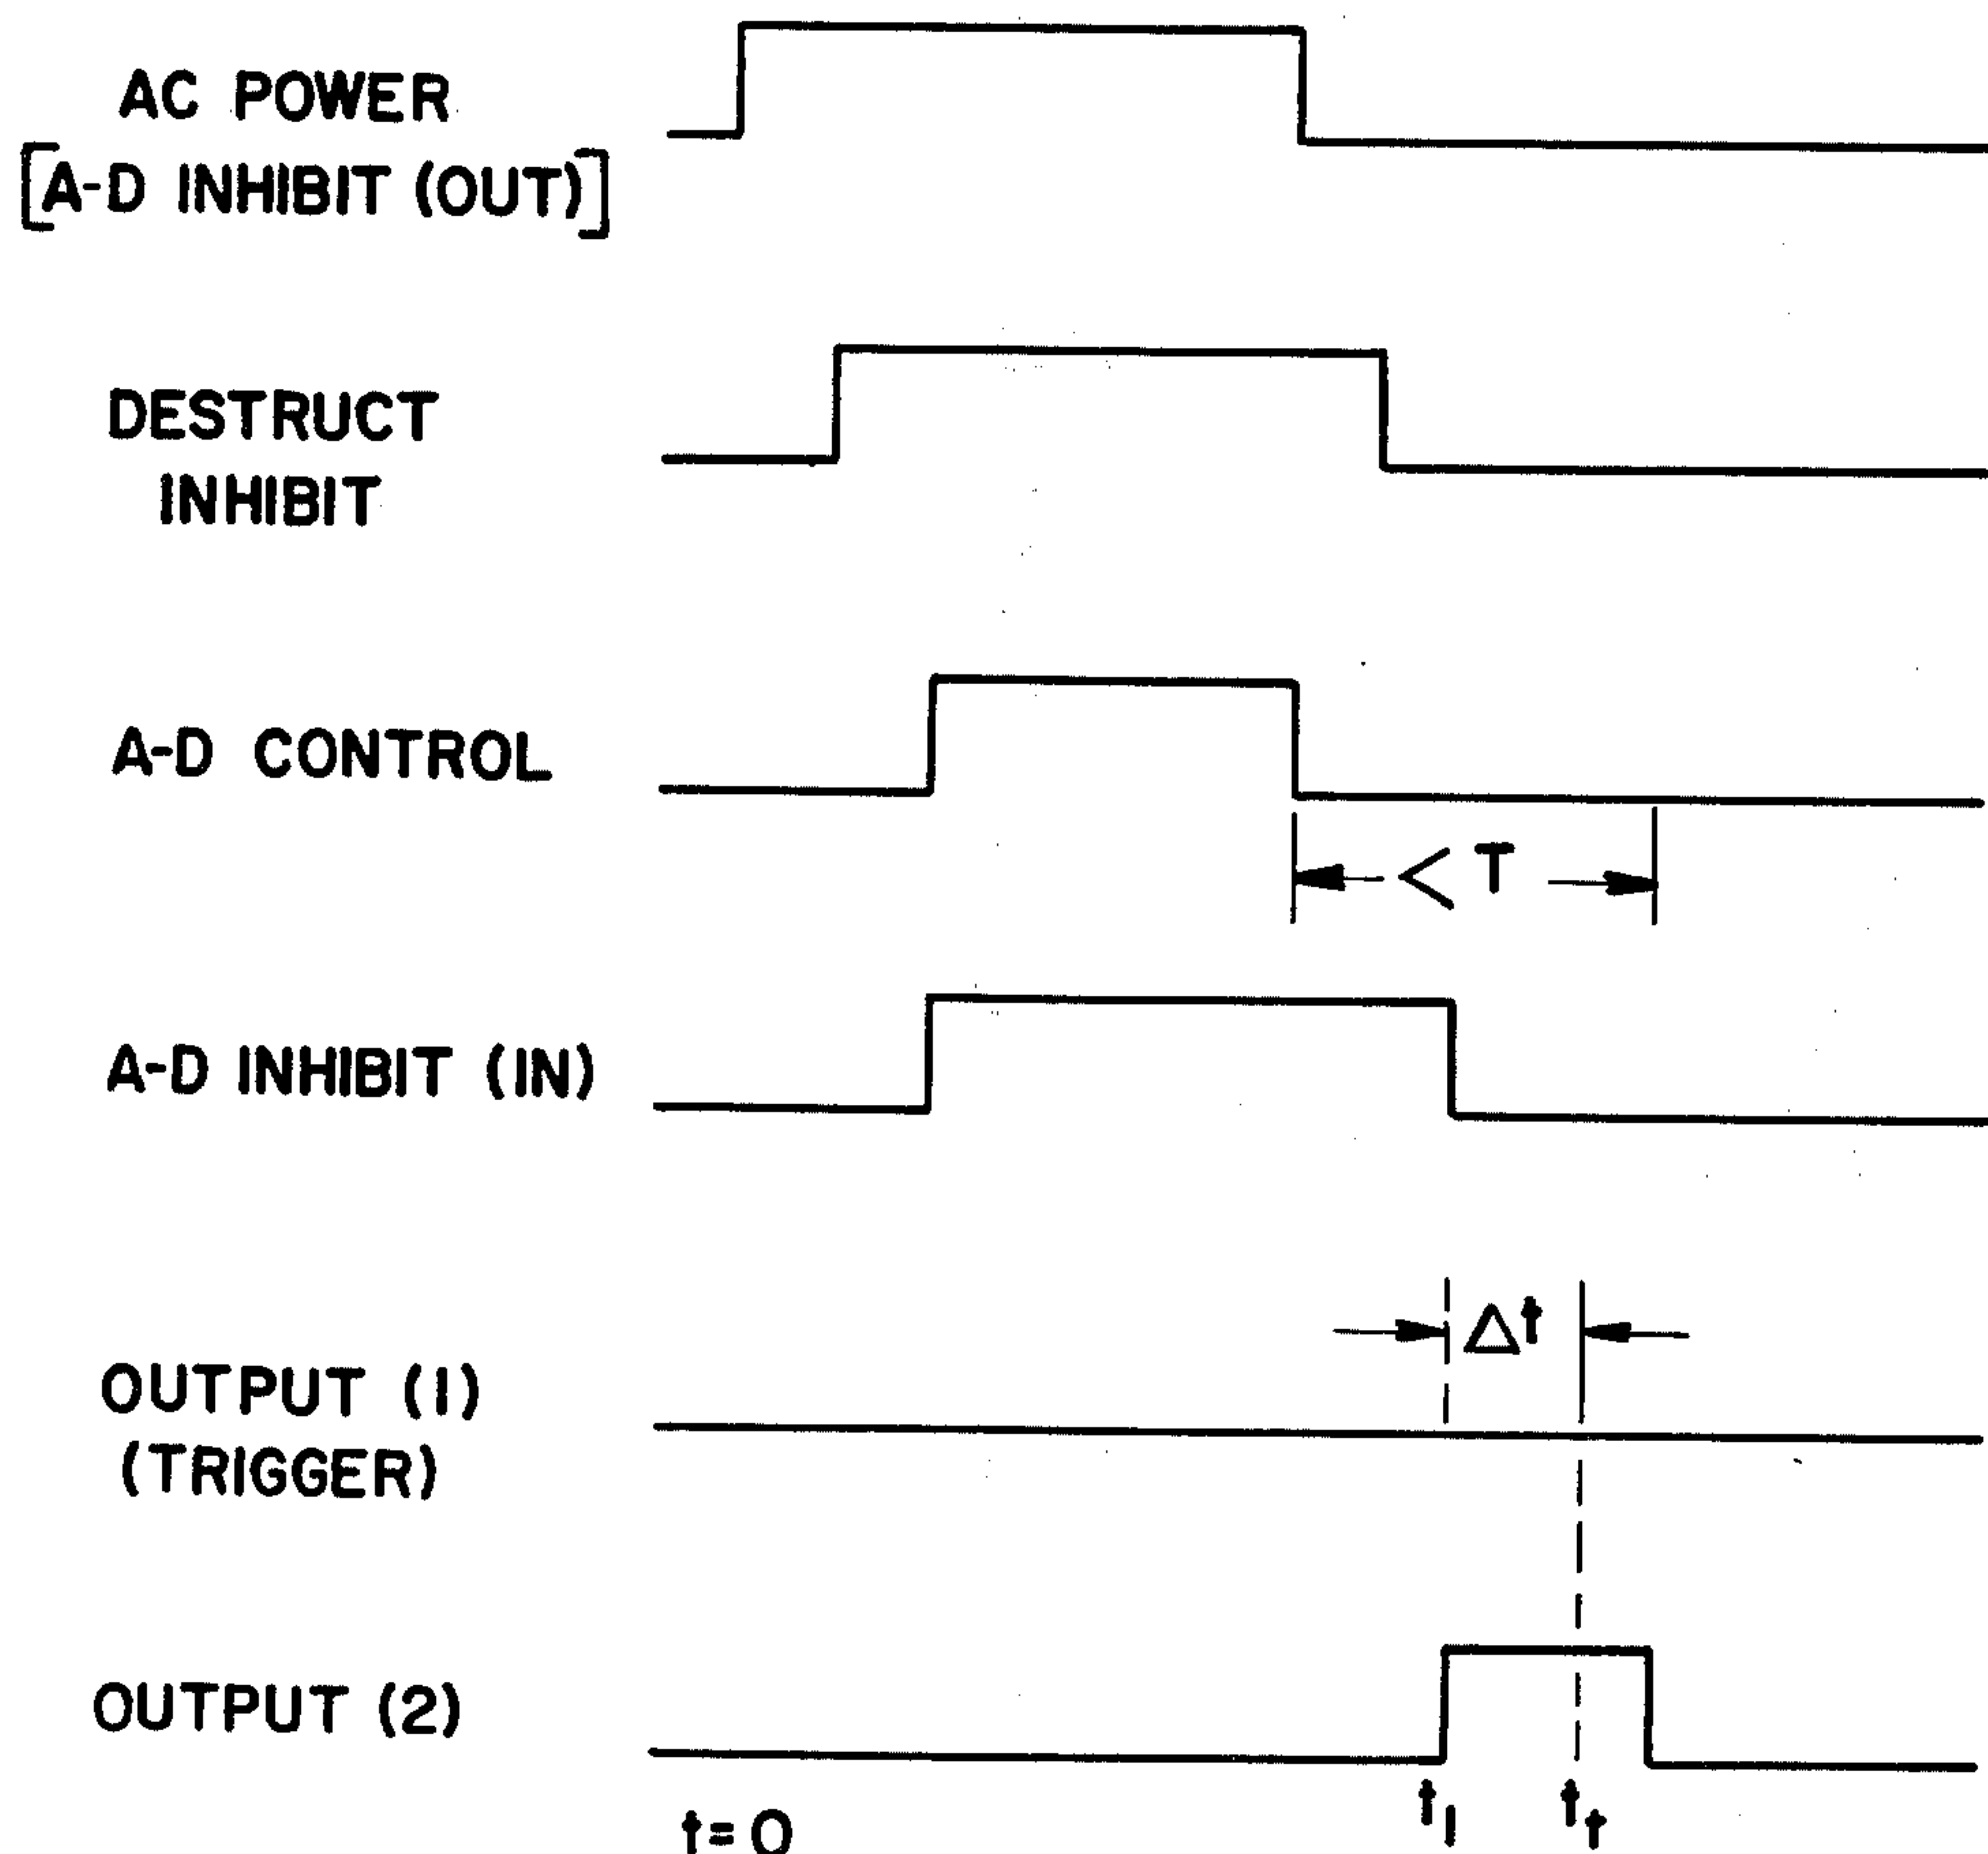 AC POWER
[A-D INHIBIT (OUT)]
DESTRUCT
INHIBIT
A-D CONTROL
< T
A-D INHIBIT (IN)
Δt
OUTPUT (1)
(TRIGGER)
OUTPUT (2)
t=0
t₁
tₜ